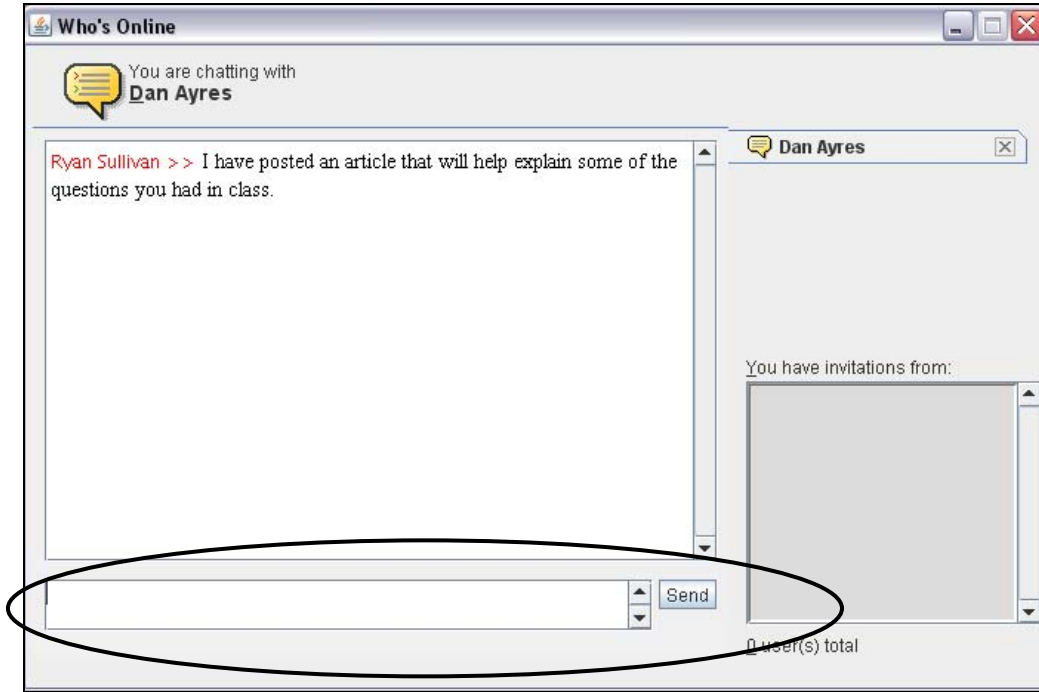 Who's Online
You are chatting with
Dan Ayres
Ryan Sullivan >> I have posted an article that will help explain some of the
questions you had in class.
Dan Ayres
You have invitations from:
Send
0 user(s) total